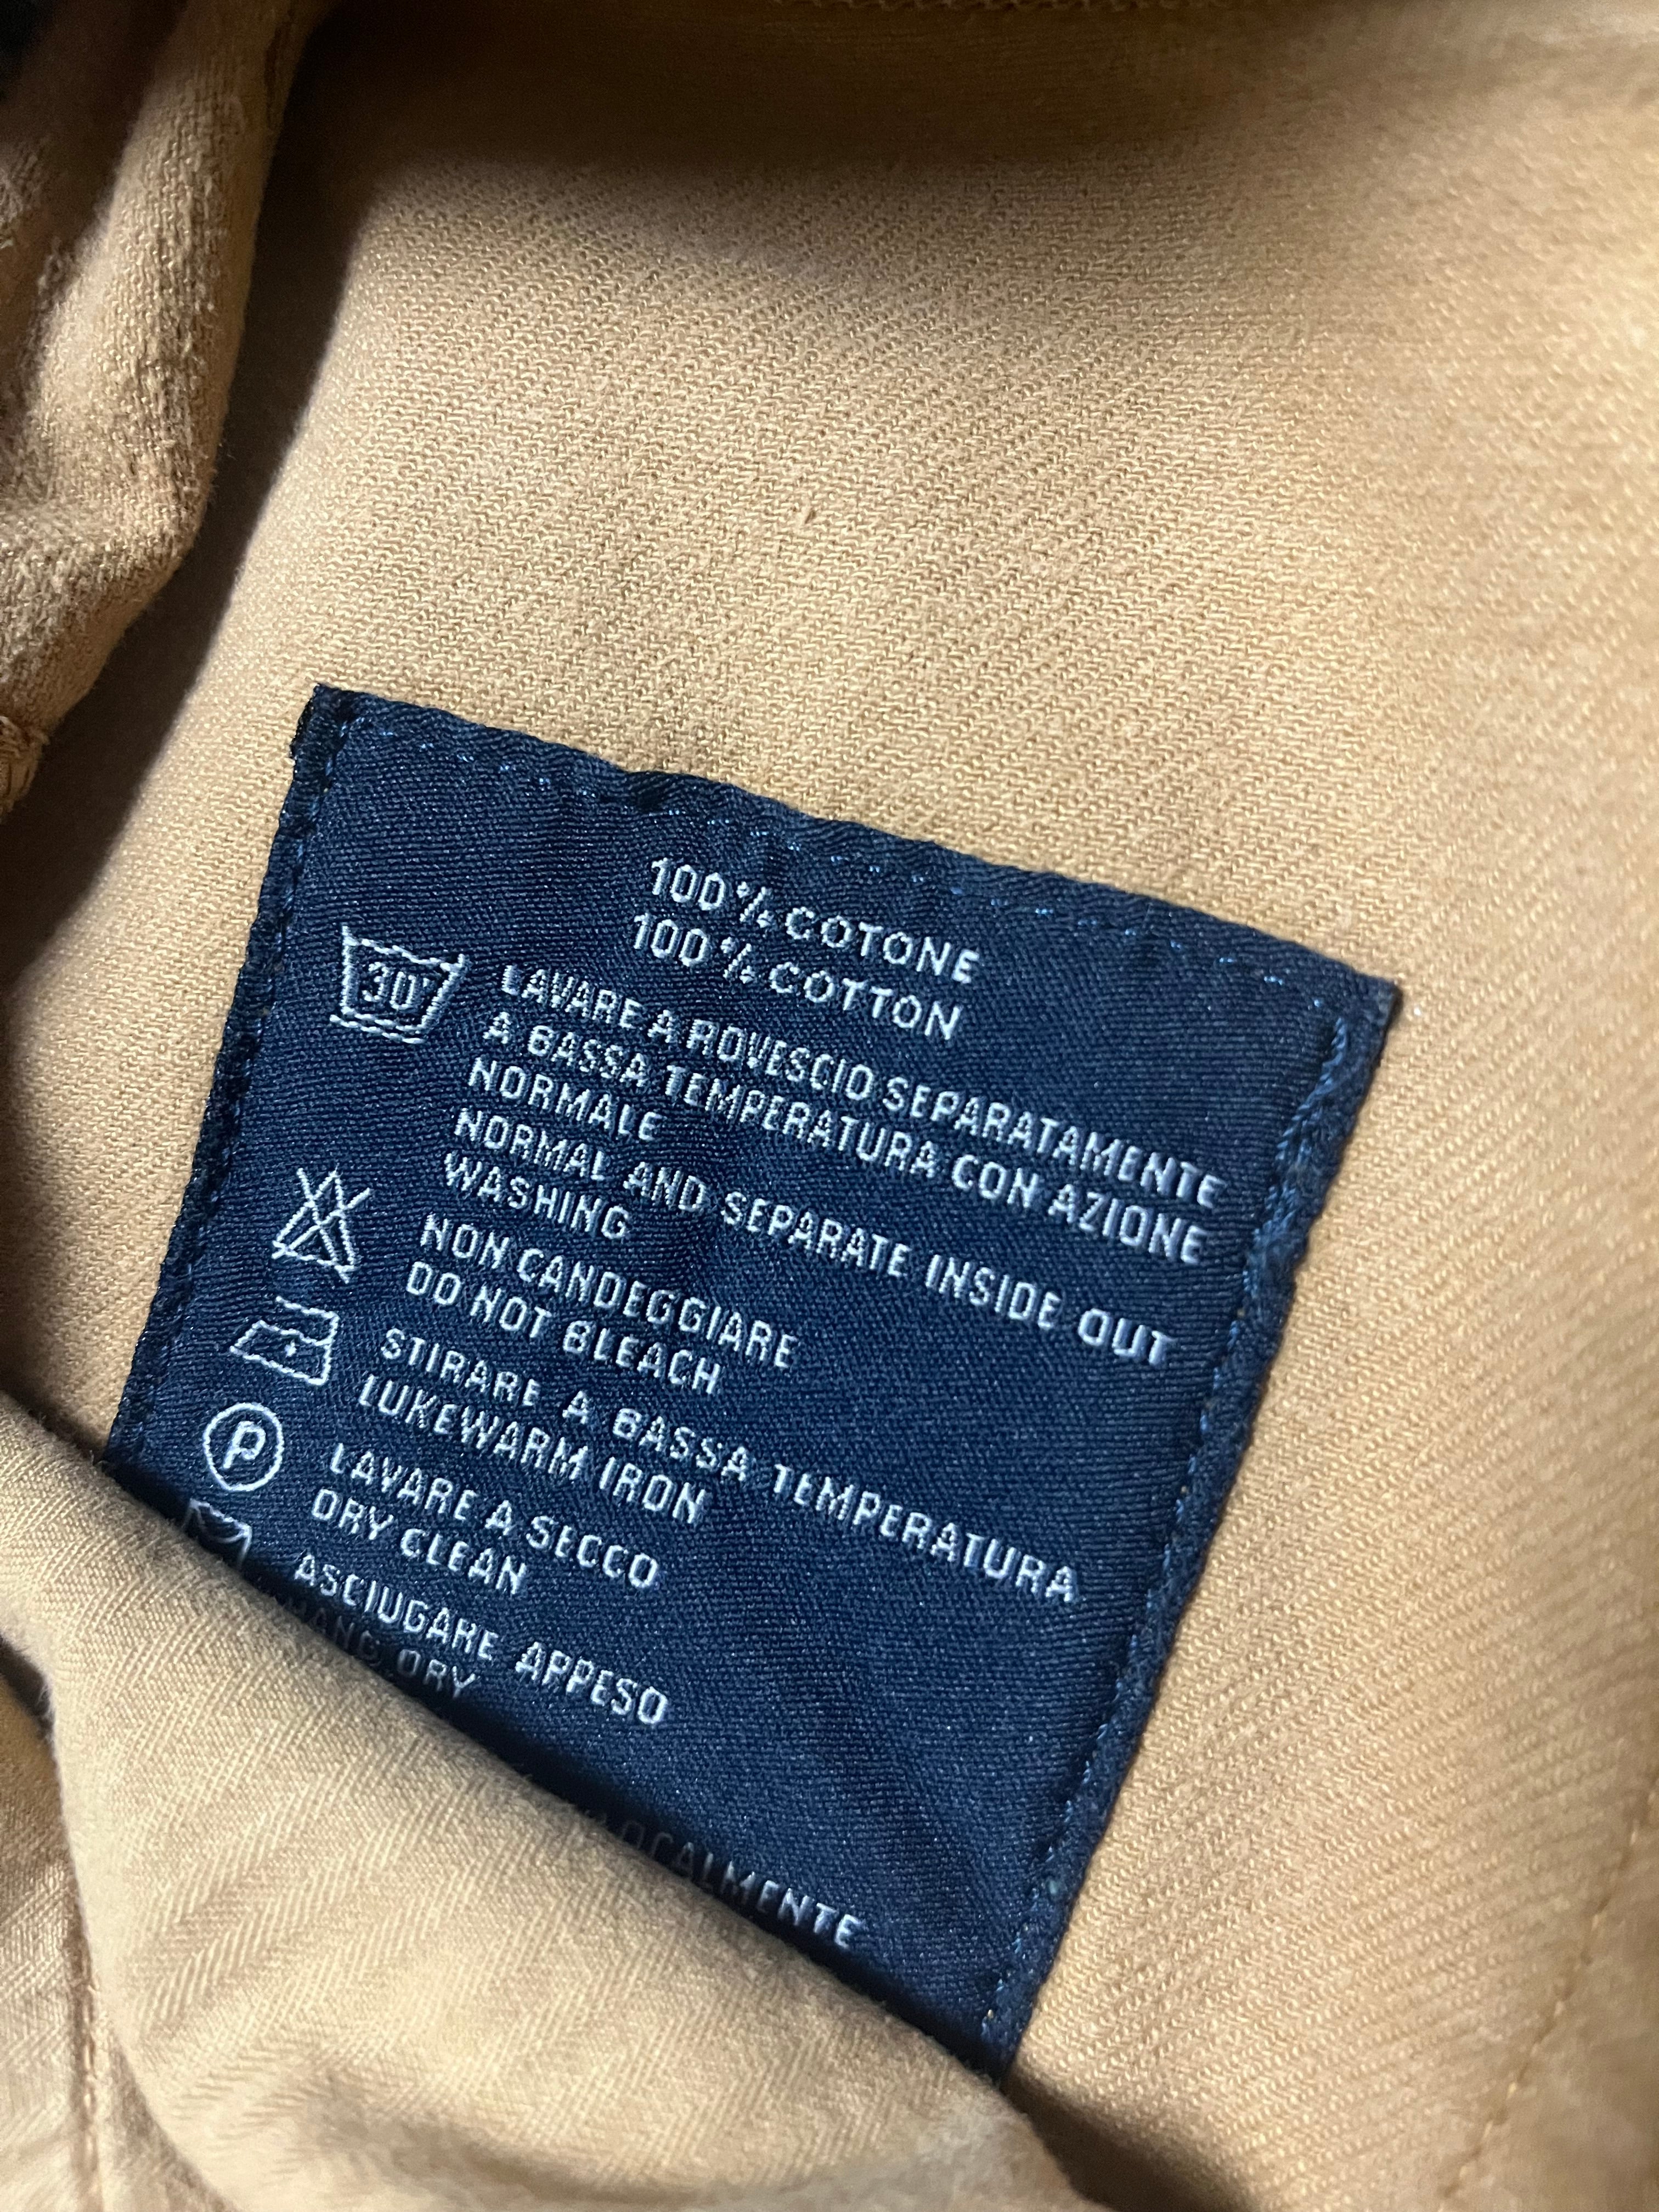 100% COTONE
100% COTTON
30°
LAVARE A ROVESCIO SEPARATAMENTE
A BASSA TEMPERATURA CON AZIONE
NORMALE
NORMAL AND SEPARATE INSIDE OUT
WASHING
NON CANDEGGIARE
DO NOT BLEACH
STIRARE A BASSA TEMPERATURA
LUKEWARM IRON
P
LAVARE A SECCO
DRY CLEAN
ASCIUGARE APPESO
HANG DRY